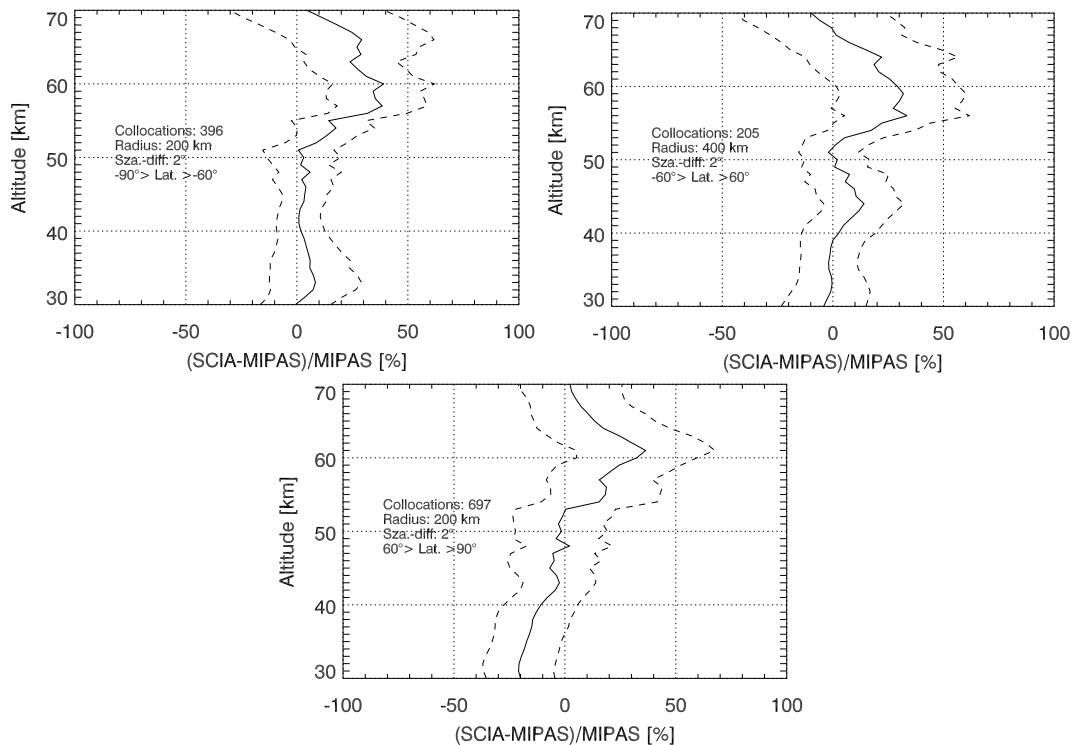 70
60
50
40
30
Altitude [km]
Collocations: 396
Radius: 200 km
Sza.-diff: 2°
-90°> Lat. >-60°
-100 -50 0 50 100
(SCIA-MIPAS)/MIPAS [%]
70
60
50
40
30
Altitude [km]
Collocations: 205
Radius: 400 km
Sza.-diff: 2°
-60°> Lat. >60°
-100 -50 0 50 100
(SCIA-MIPAS)/MIPAS [%]
70
60
50
40
30
Altitude [km]
Collocations: 697
Radius: 200 km
Sza.-diff: 2°
60°> Lat. >90°
-100 -50 0 50 100
(SCIA-MIPAS)/MIPAS [%]